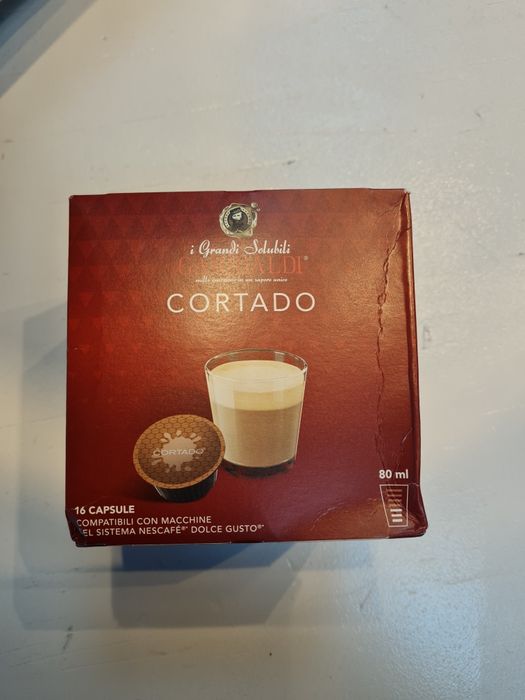 i Grandi Solubili
CORTADO
CORTADO
80 ml
16 CAPSULE
COMPATIBILI CON MACCHINE
DEL SISTEMA NESCAFÉ®* DOLCE GUSTO®*